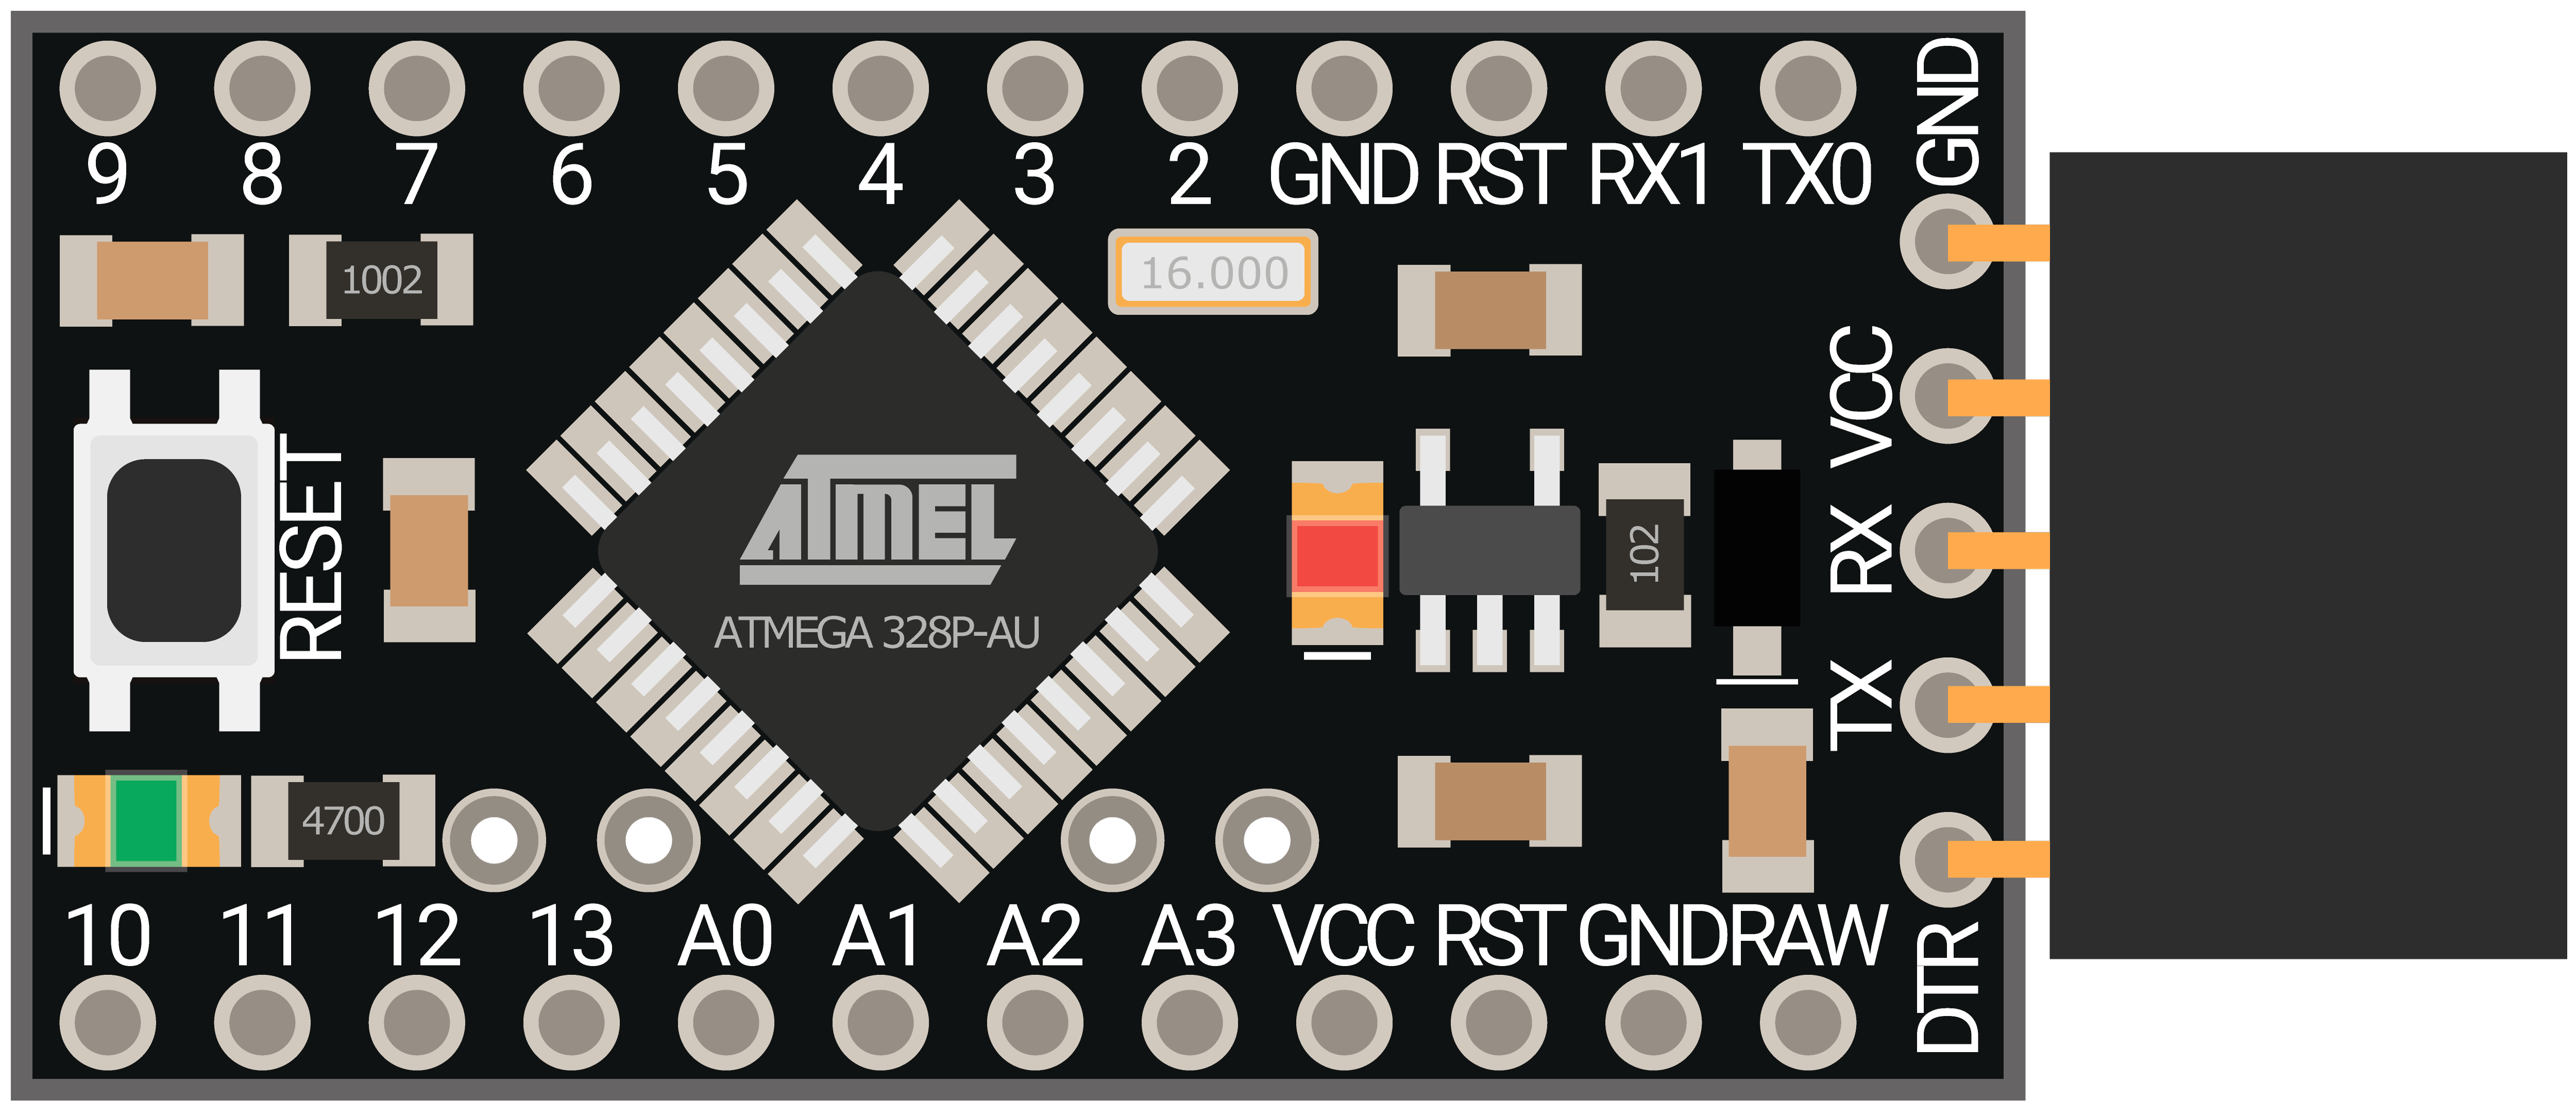 9 8 7 6 5 4 3 2 GND RST RX1 TX0
GND
1002
16.000
VCC
RESET
ATMEL
102
RX
ATMEGA 328P-AU
TX
4700
10 11 12 13 A0 A1 A2 A3 VCC RST GND RAW
DTR